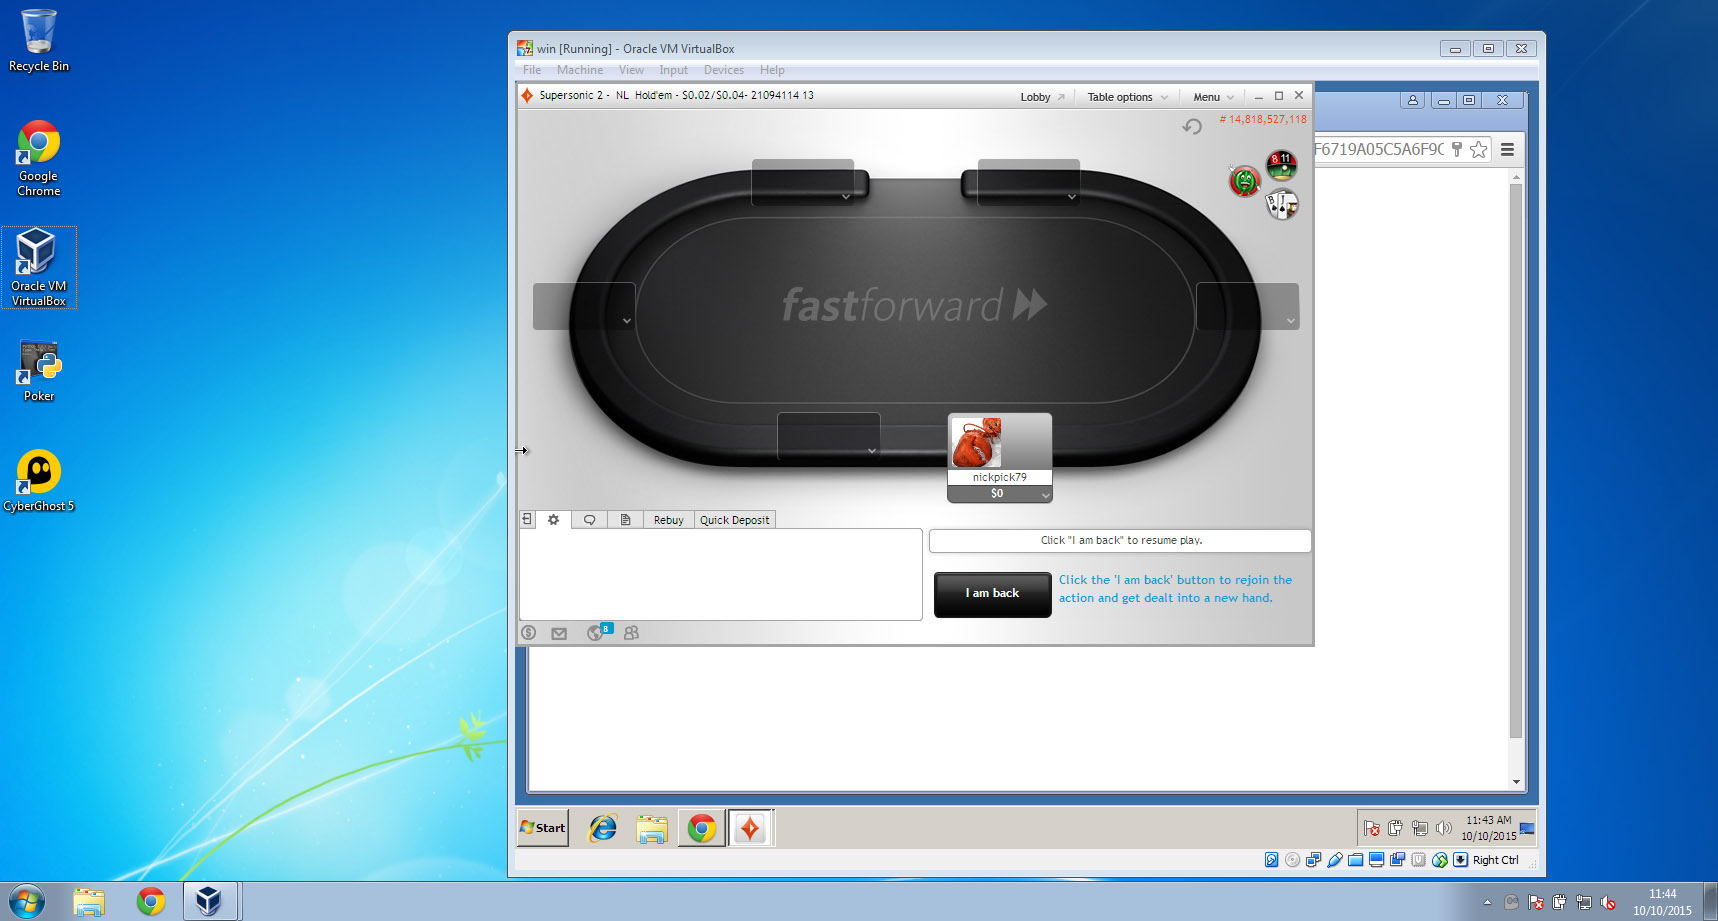 Recycle Bin
Google
Chrome
Oracle VM
VirtualBox
Poker
CyberGhost 5
win [Running] - Oracle VM VirtualBox
File Machine View Input Devices Help
Supersonic 2 - NL Hold'em - $0.02/$0.04- 21094114 13
Lobby
Table options
Menu
# 14,818,527,118
F6719A05C5A6F9C
8 11
fastforward
nickpick79
$0
Rebuy
Quick Deposit
Click "I am back" to resume play.
I am back
Click the 'I am back' button to rejoin the
action and get dealt into a new hand.
8
Start
11:43 AM
10/10/2015
Right Ctrl
11:44
10/10/2015